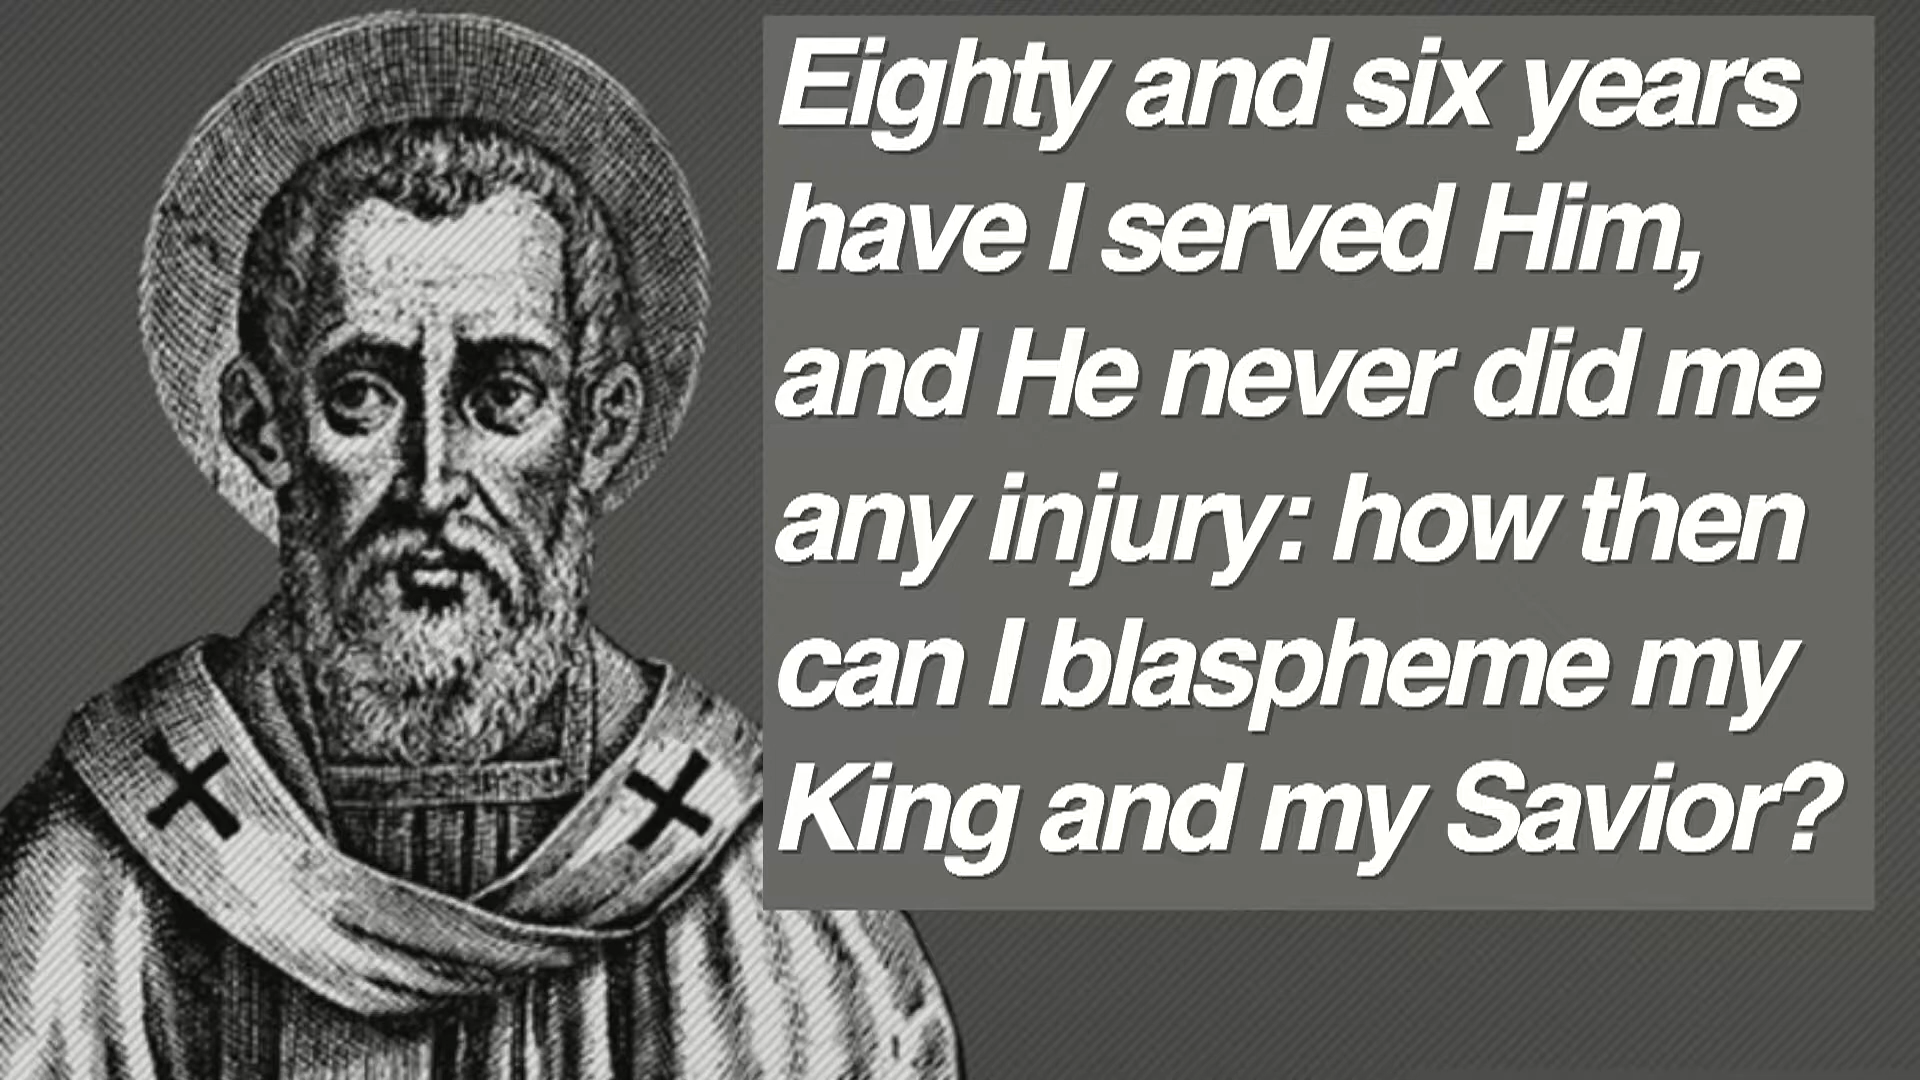 Eighty and six years
have I served Him,
and He never did me
any injury: how then
can I blaspheme my
King and my Savior?